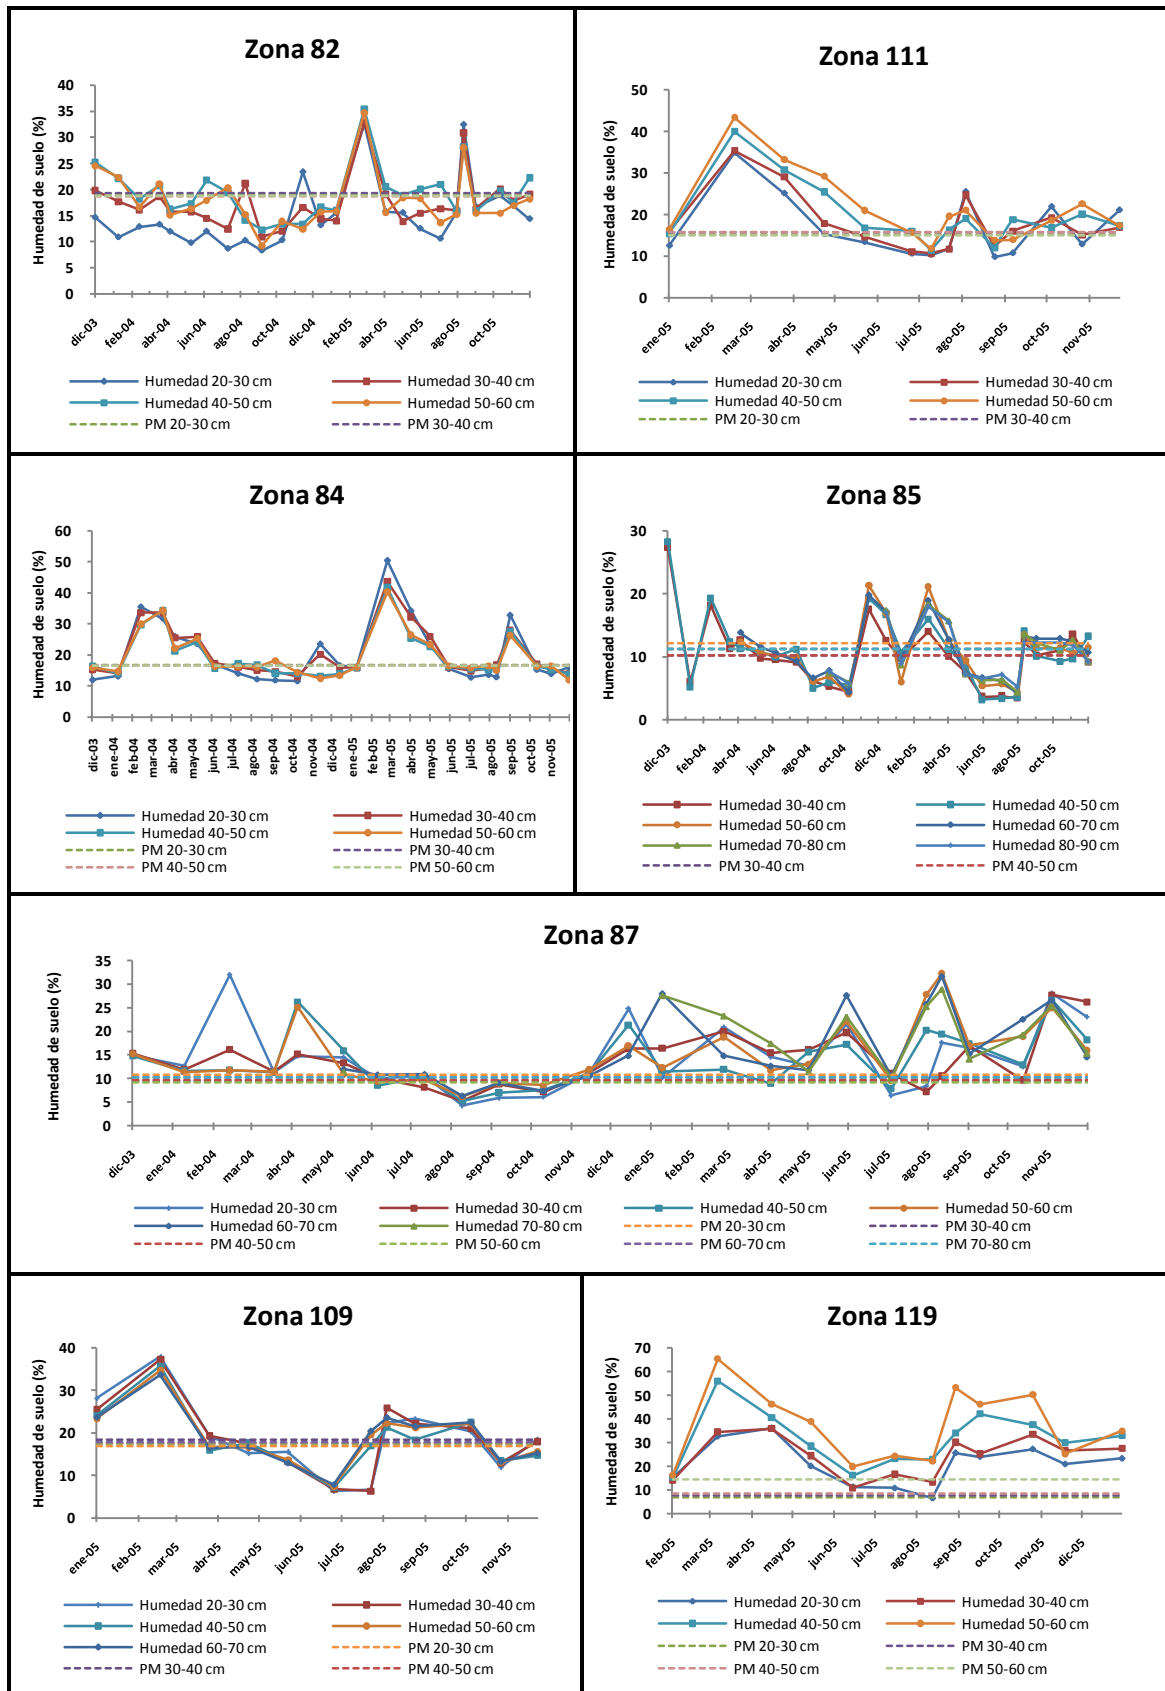 Zona 82
Humedad de suelo (%)
40
35
30
25
20
15
10
5
0
dic-03 feb-04 abr-04 jun-04 ago-04 oct-04 dic-04 feb-05 abr-05 jun-05 ago-05 oct-05
Humedad 20-30 cm Humedad 30-40 cm
Humedad 40-50 cm Humedad 50-60 cm
PM 20-30 cm PM 30-40 cm
Zona 111
Humedad de suelo (%)
50
40
30
20
10
0
ene-05 feb-05 mar-05 abr-05 may-05 jun-05 jul-05 ago-05 sep-05 oct-05 nov-05
Humedad 20-30 cm Humedad 30-40 cm
Humedad 40-50 cm Humedad 50-60 cm
PM 20-30 cm PM 30-40 cm
Zona 84
Humedad de suelo (%)
60
50
40
30
20
10
0
dic-03 ene-04 feb-04 mar-04 abr-04 may-04 jun-04 jul-04 ago-04 sep-04 oct-04 nov-04 dic-04 ene-05 feb-05 mar-05 abr-05 may-05 jun-05 jul-05 ago-05 sep-05 oct-05 nov-05
Humedad 20-30 cm Humedad 30-40 cm
Humedad 40-50 cm Humedad 50-60 cm
PM 20-30 cm PM 30-40 cm
PM 40-50 cm PM 50-60 cm
Zona 85
Humedad de suelo (%)
30
20
10
0
dic-03 feb-04 abr-04 jun-04 ago-04 oct-04 dic-04 feb-05 abr-05 jun-05 ago-05 oct-05
Humedad 30-40 cm Humedad 40-50 cm
Humedad 50-60 cm Humedad 60-70 cm
Humedad 70-80 cm Humedad 80-90 cm
PM 30-40 cm PM 40-50 cm
Zona 87
Humedad de suelo (%)
35
30
25
20
15
10
5
0
dic-03 ene-04 feb-04 mar-04 abr-04 may-04 jun-04 jul-04 ago-04 sep-04 oct-04 nov-04 dic-04 ene-05 feb-05 mar-05 abr-05 may-05 jun-05 jul-05 ago-05 sep-05 oct-05 nov-05
Humedad 20-30 cm Humedad 30-40 cm Humedad 40-50 cm Humedad 50-60 cm
Humedad 60-70 cm Humedad 70-80 cm PM 20-30 cm PM 30-40 cm
PM 40-50 cm PM 50-60 cm PM 60-70 cm PM 70-80 cm
Zona 109
Humedad de suelo (%)
40
30
20
10
0
ene-05 feb-05 mar-05 abr-05 may-05 jun-05 jul-05 ago-05 sep-05 oct-05 nov-05
Humedad 20-30 cm Humedad 30-40 cm
Humedad 40-50 cm Humedad 50-60 cm
Humedad 60-70 cm PM 20-30 cm
PM 30-40 cm PM 40-50 cm
Zona 119
Humedad de suelo (%)
70
60
50
40
30
20
10
0
feb-05 mar-05 abr-05 may-05 jun-05 jul-05 ago-05 sep-05 oct-05 nov-05 dic-05
Humedad 20-30 cm Humedad 30-40 cm
Humedad 40-50 cm Humedad 50-60 cm
PM 20-30 cm PM 30-40 cm
PM 40-50 cm PM 50-60 cm